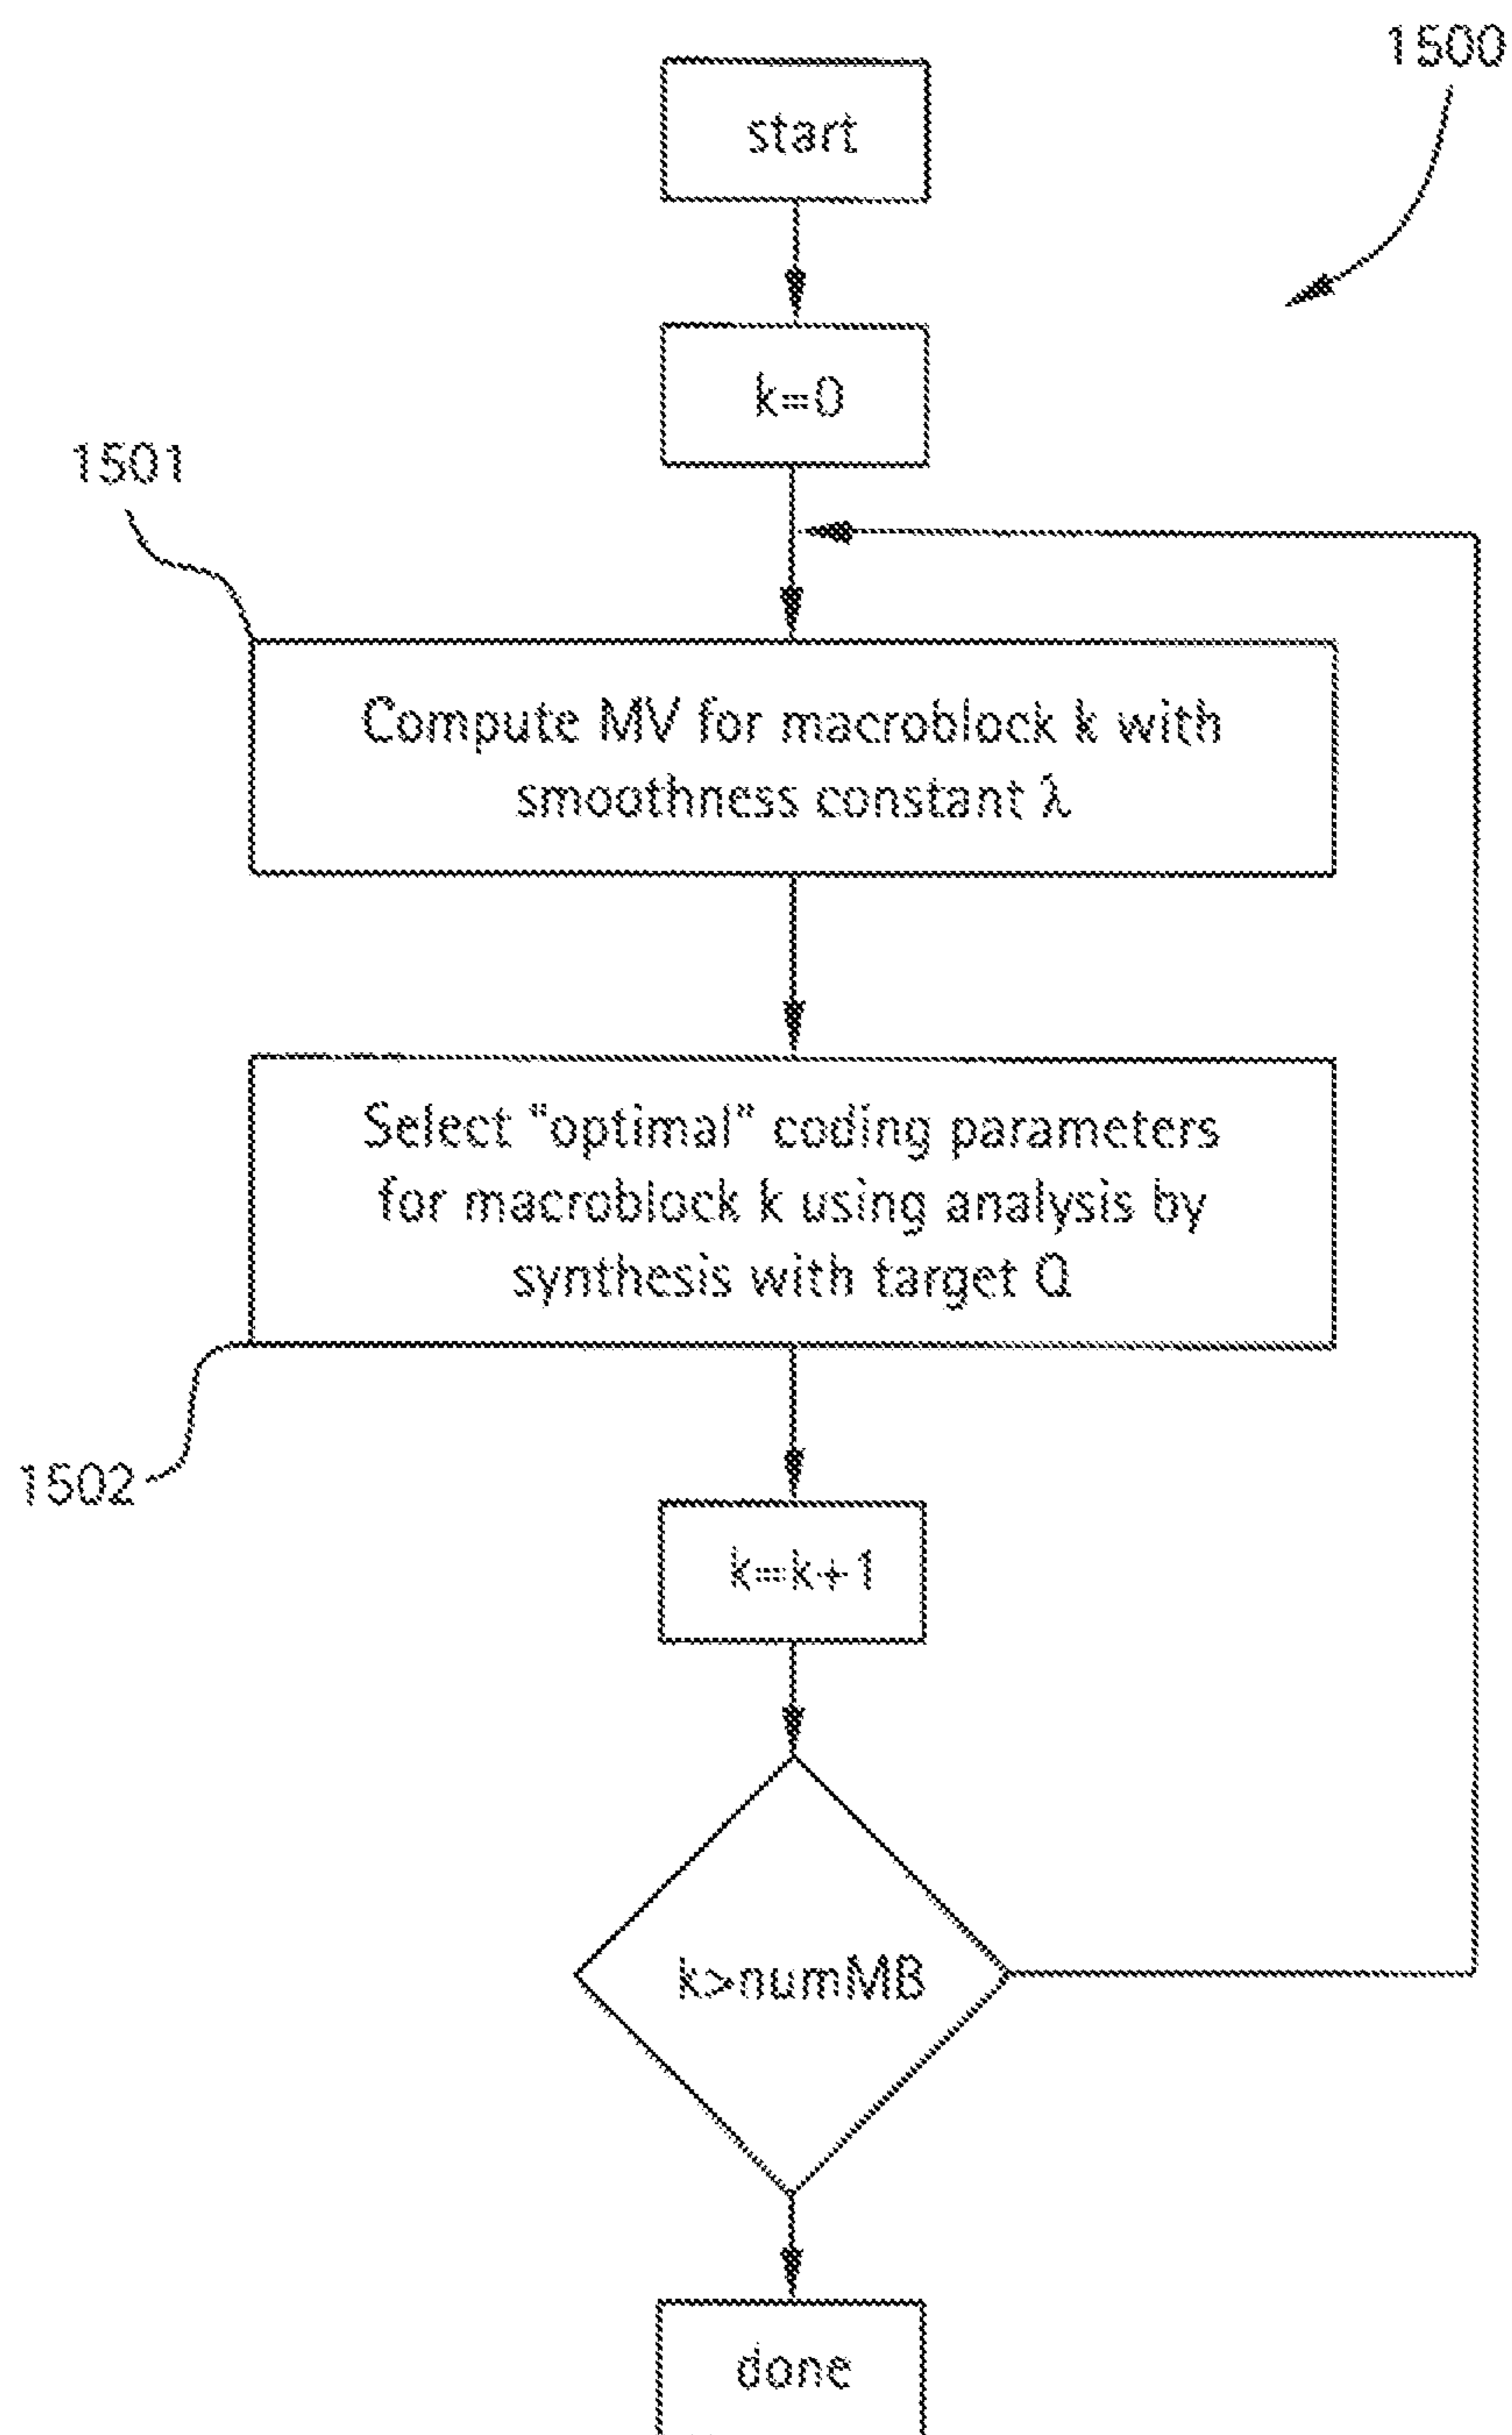 1500
start
k=0
1501
Compute MV for macroblock k with
smoothness constant λ
Select "optimal" coding parameters
for macroblock k using analysis by
synthesis with target Q
1502
k=k+1
k>numMB
done